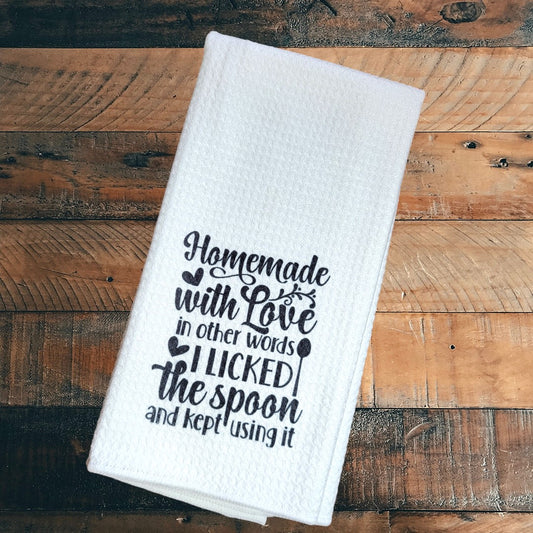 Homemade
with Love
in other words
I LICKED
the spoon
and kept using it